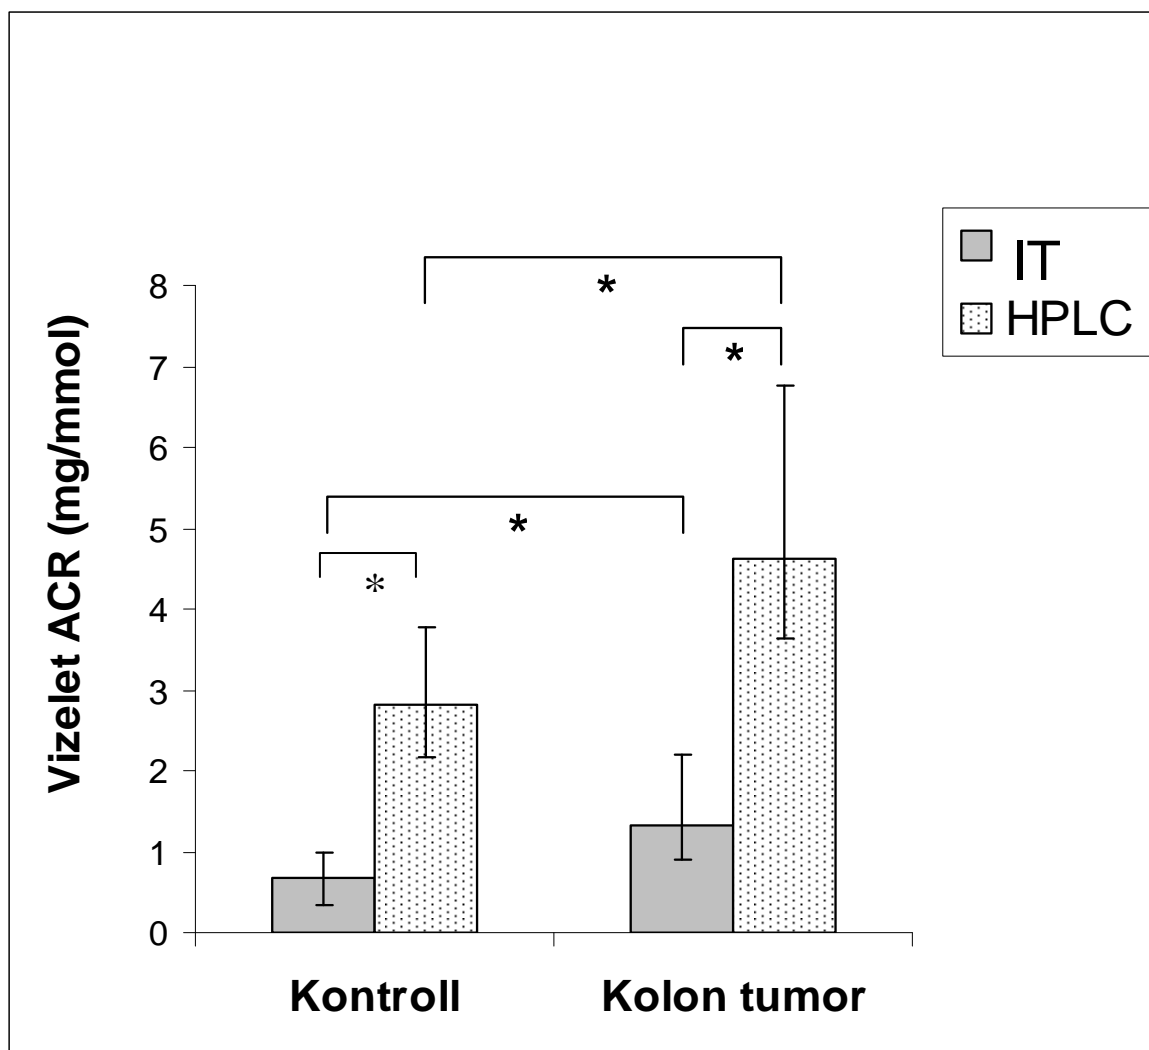 IT
HPLC
Vizelet ACR (mg/mmol)
8
7
6
5
4
3
2
1
0
*
*
*
*
Kontroll
Kolon tumor